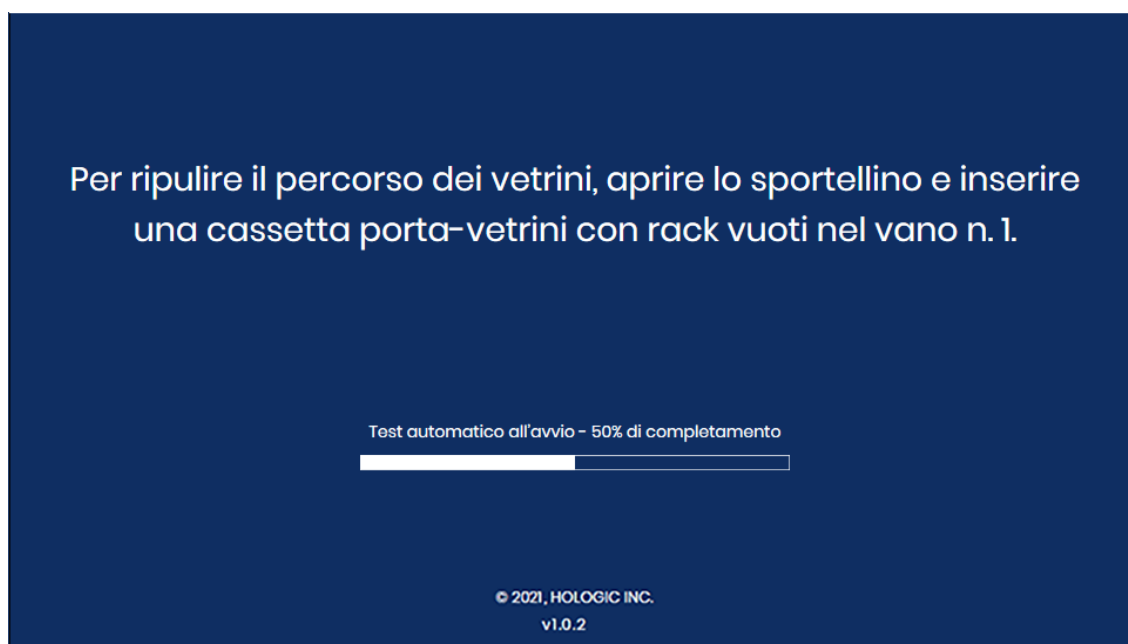 Per ripulire il percorso dei vetrini, aprire lo sportellino e inserire
una cassetta porta-vetrini con rack vuoti nel vano n. 1.
Test automatico all'avvio - 50% di completamento
© 2021, HOLOGIC INC.
v1.0.2